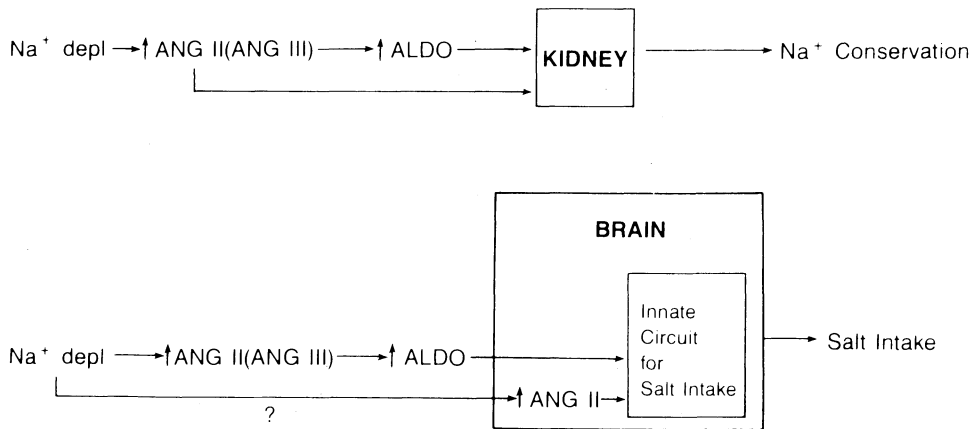 Na⁺ depl → ↑ ANG II(ANG III) → ↑ ALDO → KIDNEY → Na⁺ Conservation
BRAIN
Innate
Circuit
for
Salt Intake
Na⁺ depl → ↑ ANG II(ANG III) → ↑ ALDO → Salt Intake
↑ ANG II →
?